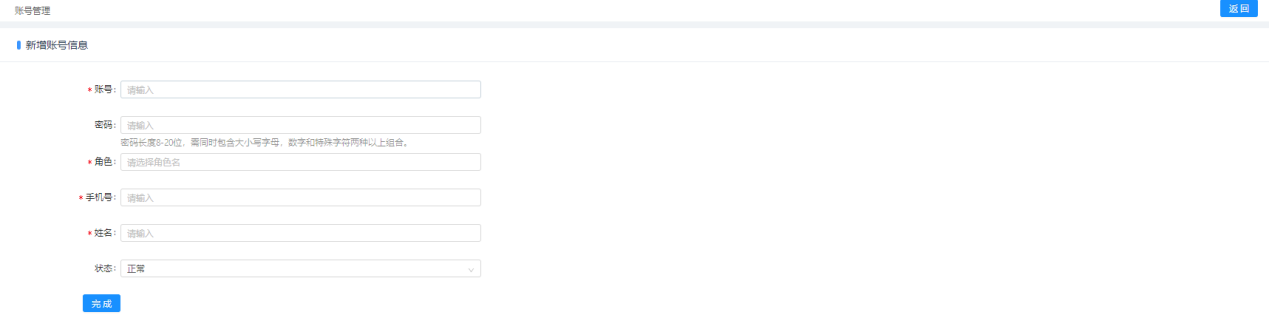 账号管理
返回
新增账号信息
* 账号: 请输入
密码: 请输入
密码长度8-20位，需同时包含大小写字母、数字和特殊字符两种以上组合。
* 角色: 请选择角色名
* 手机号: 请输入
* 姓名: 请输入
状态: 正常
完成